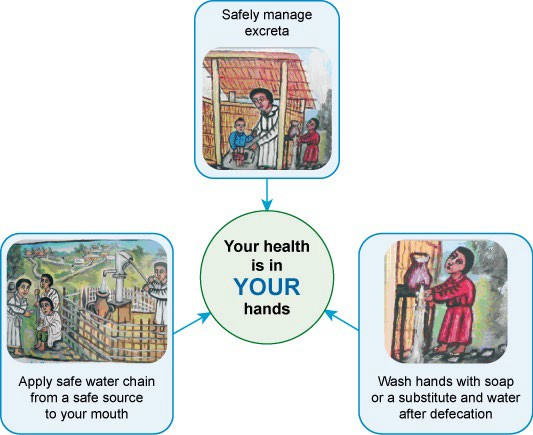 Safely manage
excreta
Your health
is in
YOUR
hands
Apply safe water chain
from a safe source
to your mouth
Wash hands with soap
or a substitute and water
after defecation